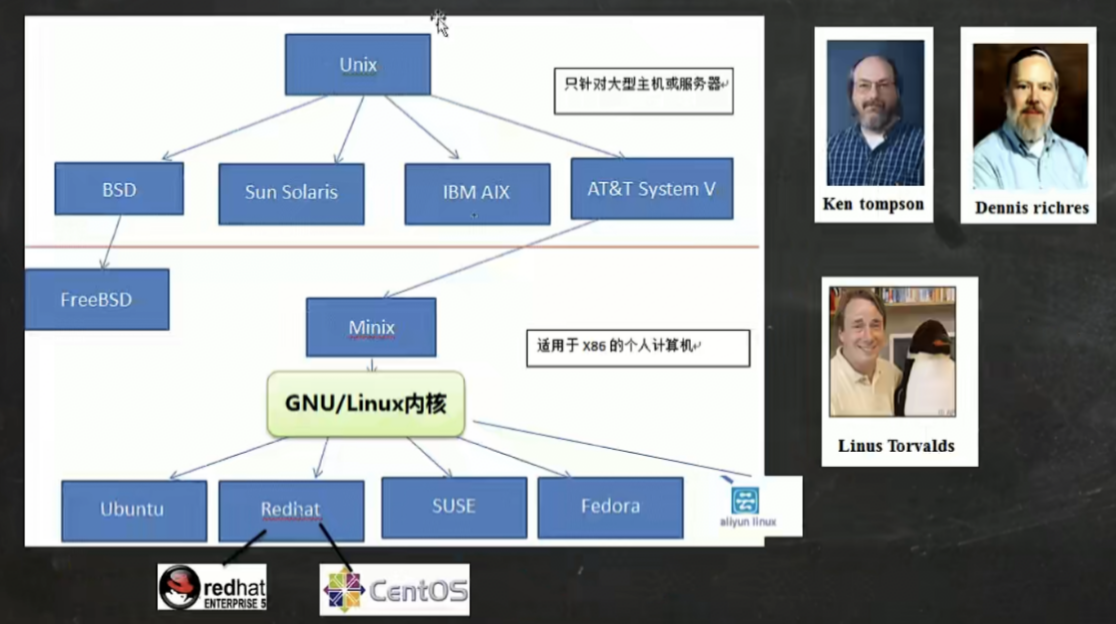 Unix
只针对大型主机或服务器
BSD
Sun Solaris
IBM AIX
AT&T System V
FreeBSD
Minix
适用于 X86 的个人计算机
GNU/Linux内核
Ubuntu
Redhat
SUSE
Fedora
aliyun linux
redhat
ENTERPRISE 5
CentOS
Ken tompson
Dennis richres
Linus Torvalds